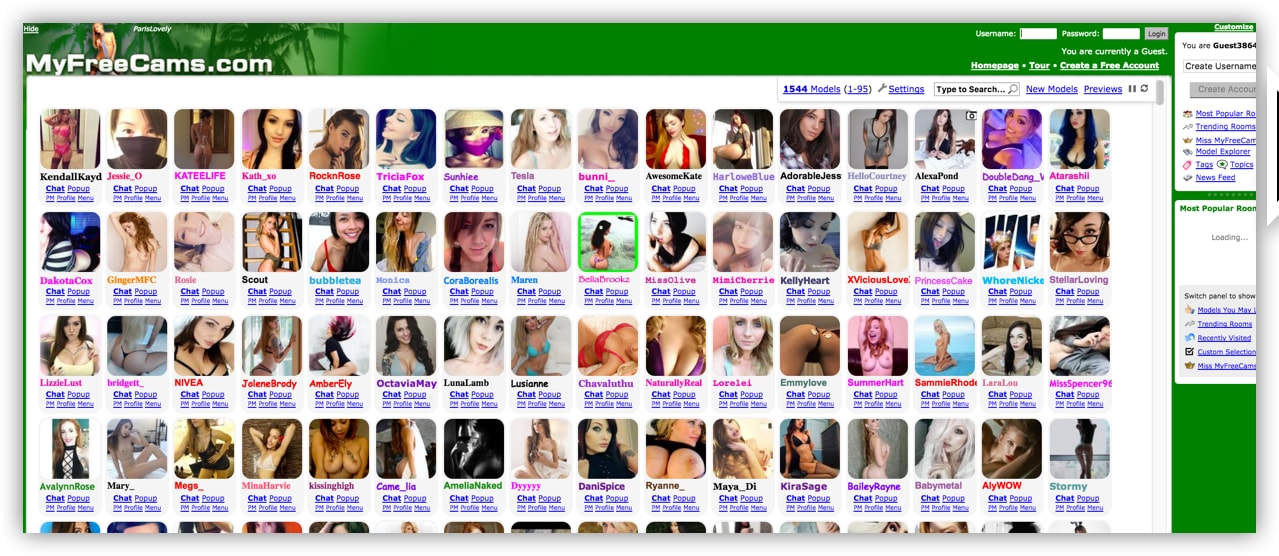 Hide
ParisLovely
Customize
Username: Password: Login
You are Guest3864
MyFreeCams.com
You are currently a Guest.
Create Username
Homepage • Tour • Create a Free Account
Create Accou
1544 Models (1-95) Settings Type to Search... New Models Previews
Most Popular Ro
Trending Rooms
Miss MyFreeCam
Model Explorer
Tags Topics
News Feed
KendallKayd Jessie_O KATEELIFE Kath_xo RocknRose TriciaFox Sunhiee Tesla bunni_ AwesomeKate HarloweBlue AdorableJess HelloCourtney AlexaPond DoubleDang_V Atarashii
Chat Popup Chat Popup Chat Popup Chat Popup Chat Popup Chat Popup Chat Popup Chat Popup Chat Popup Chat Popup Chat Popup Chat Popup Chat Popup Chat Popup Chat Popup Chat Popup
PM Profile Menu PM Profile Menu PM Profile Menu PM Profile Menu PM Profile Menu PM Profile Menu PM Profile Menu PM Profile Menu PM Profile Menu PM Profile Menu PM Profile Menu PM Profile Menu PM Profile Menu PM Profile Menu PM Profile Menu PM Profile Menu
Most Popular Room
Loading...
DakotaCox GingerMFC Rosie Scout bubbletea Monica CoraBorealis Maren BellaBrookz MissOlive MimiCherrie KellyHeart XViciousLove PrincessCake WhoreNicke StellarLoving
Chat Popup Chat Popup Chat Popup Chat Popup Chat Popup Chat Popup Chat Popup Chat Popup Chat Popup Chat Popup Chat Popup Chat Popup Chat Popup Chat Popup Chat Popup Chat Popup
PM Profile Menu PM Profile Menu PM Profile Menu PM Profile Menu PM Profile Menu PM Profile Menu PM Profile Menu PM Profile Menu PM Profile Menu PM Profile Menu PM Profile Menu PM Profile Menu PM Profile Menu PM Profile Menu PM Profile Menu PM Profile Menu
Switch panel to show
Models You May L
Trending Rooms
Recently Visited
Custom Selection
Miss MyFreeCams
LizzieLust bridgett_ NIVEA JoleneBrody AmberEly OctaviaMay LunaLamb Lusianne Chavaluthu NaturallyReal Lorelei Emmylove SummerHart SammieRhode LaraLou MissSpencer96
Chat Popup Chat Popup Chat Popup Chat Popup Chat Popup Chat Popup Chat Popup Chat Popup Chat Popup Chat Popup Chat Popup Chat Popup Chat Popup Chat Popup Chat Popup Chat Popup
PM Profile Menu PM Profile Menu PM Profile Menu PM Profile Menu PM Profile Menu PM Profile Menu PM Profile Menu PM Profile Menu PM Profile Menu PM Profile Menu PM Profile Menu PM Profile Menu PM Profile Menu PM Profile Menu PM Profile Menu PM Profile Menu
AvalynnRose Mary_ Megs_ MinaHarvie kissinghigh Came_lia AmeliaNaked Dyyyyy DaniSpice Ryanne_ Maya_Di KiraSage BaileyRayne Babymetal AlyWOW Stormy
Chat Popup Chat Popup Chat Popup Chat Popup Chat Popup Chat Popup Chat Popup Chat Popup Chat Popup Chat Popup Chat Popup Chat Popup Chat Popup Chat Popup Chat Popup Chat Popup
PM Profile Menu PM Profile Menu PM Profile Menu PM Profile Menu PM Profile Menu PM Profile Menu PM Profile Menu PM Profile Menu PM Profile Menu PM Profile Menu PM Profile Menu PM Profile Menu PM Profile Menu PM Profile Menu PM Profile Menu PM Profile Menu